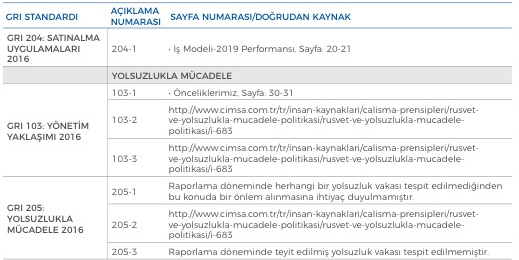 GRI STANDARDI AÇIKLAMA NUMARASI SAYFA NUMARASI/DOĞRUDAN KAYNAK
GRI 204: SATINALMA
UYGULAMALARI
2016
204-1 • İş Modeli-2019 Performansı, Sayfa: 20-21
YOLSUZLUKLA MÜCADELE
GRI 103: YÖNETİM
YAKLAŞIMI 2016
103-1 • Önceliklerimiz, Sayfa: 30-31
103-2 http://www.cimsa.com.tr/tr/insan-kaynaklari/calisma-prensipleri/rusvet-
ve-yolsuzlukla-mucadele-politikasi/rusvet-ve-yolsuzlukla-mucadele-
politikasi/i-683
103-3 http://www.cimsa.com.tr/tr/insan-kaynaklari/calisma-prensipleri/rusvet-
ve-yolsuzlukla-mucadele-politikasi/rusvet-ve-yolsuzlukla-mucadele-
politikasi/i-683
GRI 205:
YOLSUZLUKLA
MÜCADELE 2016
205-1 Raporlama döneminde herhangi bir yolsuzluk vakası tespit edilmediğinden
bu konuda bir önlem alınmasına ihtiyaç duyulmamıştır.
205-2 http://www.cimsa.com.tr/tr/insan-kaynaklari/calisma-prensipleri/rusvet-
ve-yolsuzlukla-mucadele-politikasi/rusvet-ve-yolsuzlukla-mucadele-
politikasi/i-683
205-3 Raporlama döneminde teyit edilmiş yolsuzluk vakası tespit edilmemiştir.